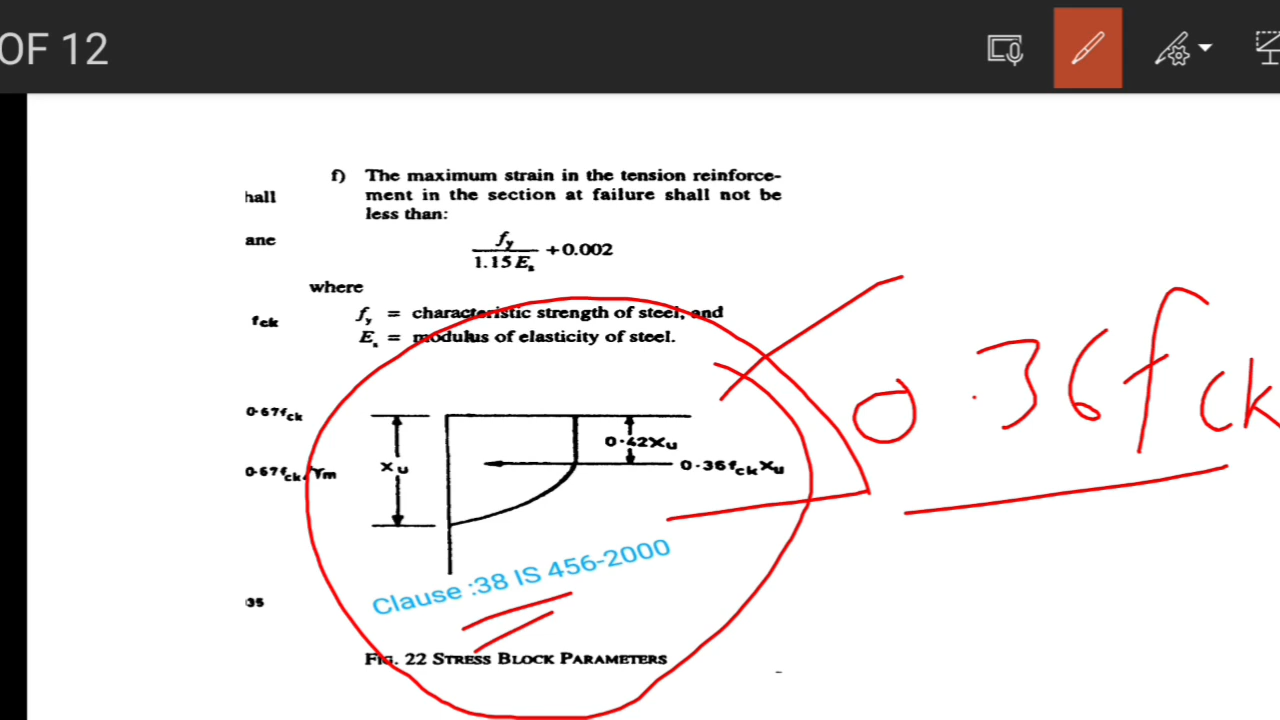 OF 12
f) The maximum strain in the tension reinforce-
hall
ment in the section at failure shall not be
less than:
ane
fy
+0.002
1.15 Es
where
fck
fy = characteristic strength of steel, and
Es = modulus of elasticity of steel.
0.36fck
0·67fck
0·42Xu
Xu
0·36fckXu
0·67fck/γm
Clause :38 IS 456-2000
35
FIG. 22 STRESS BLOCK PARAMETERS